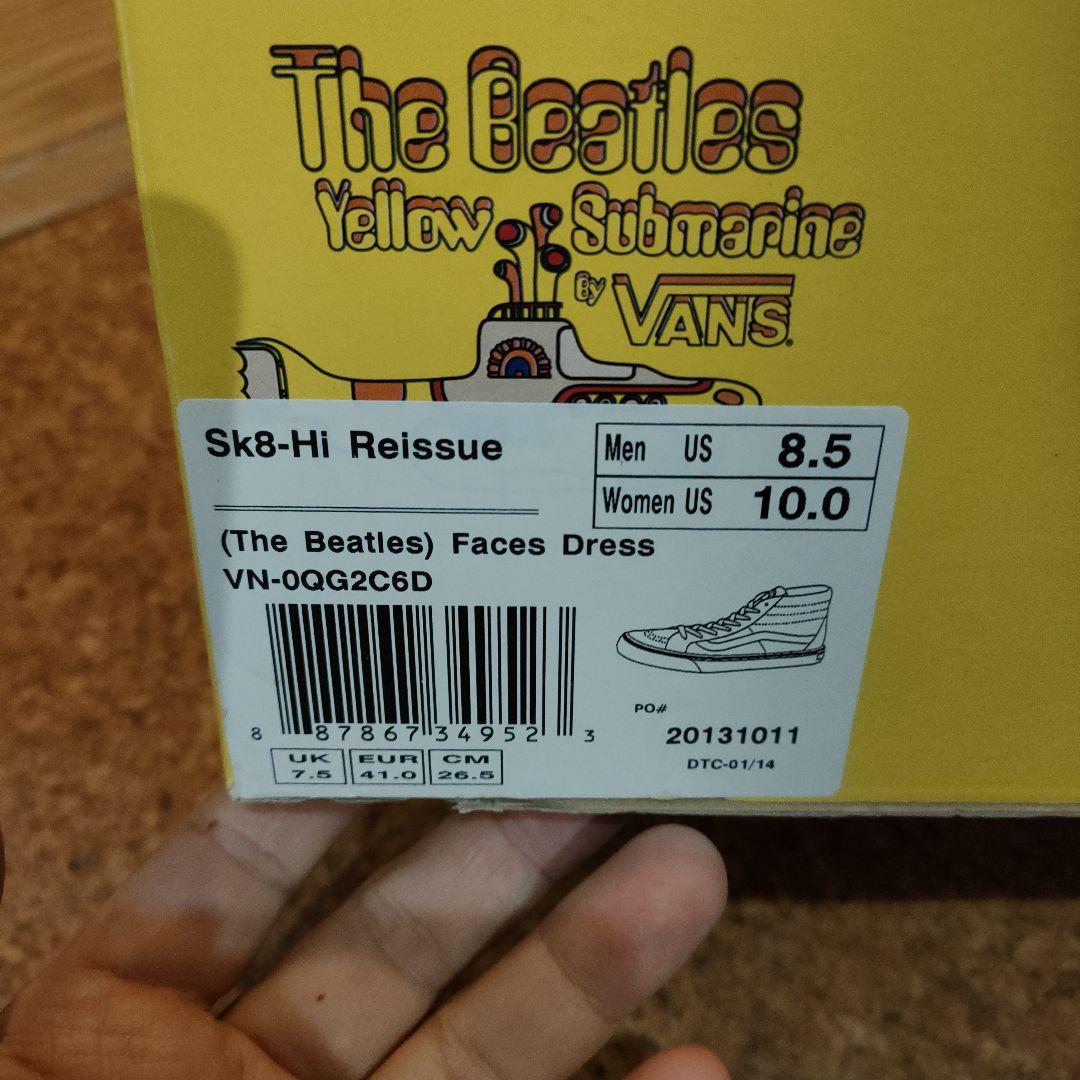 The Beatles
Yellow Submarine
By VANS
Sk8-Hi Reissue
Men US 8.5
Women US 10.0
(The Beatles) Faces Dress
VN-0QG2C6D
8 87867 34952 3
PO#
20131011
DTC-01/14
UK EUR CM
7.5 41.0 26.5